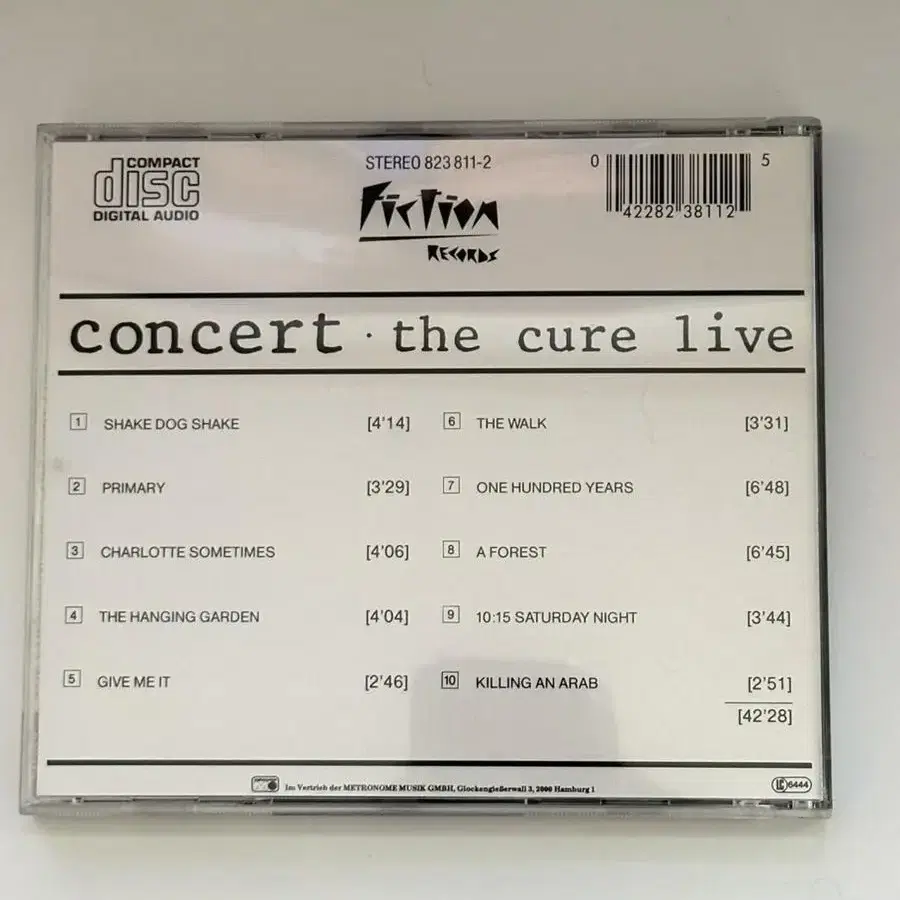 COMPACT
disc
DIGITAL AUDIO
STEREO 823 811-2
Fiction
RECORDS
0 42282 38112 5
concert · the cure live
1 SHAKE DOG SHAKE [4'14]
2 PRIMARY [3'29]
3 CHARLOTTE SOMETIMES [4'06]
4 THE HANGING GARDEN [4'04]
5 GIVE ME IT [2'46]
6 THE WALK [3'31]
7 ONE HUNDRED YEARS [6'48]
8 A FOREST [6'45]
9 10:15 SATURDAY NIGHT [3'44]
10 KILLING AN ARAB [2'51]
[42'28]
Im Vertrieb der METRONOME MUSIK GMBH, Glockengießerwall 3, 2000 Hamburg 1
LC 6444